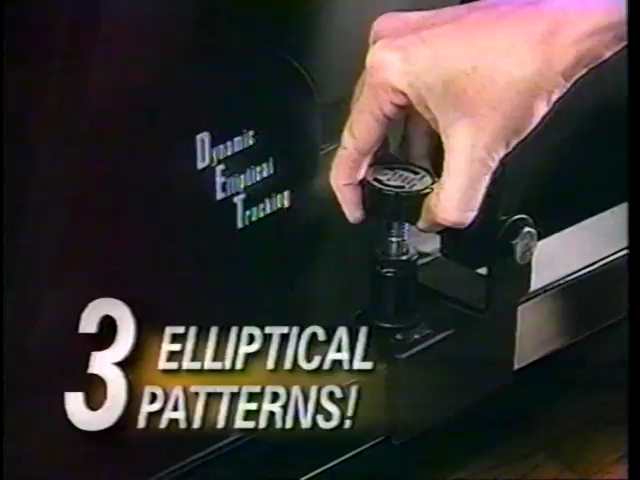 Dynamic
Elliptical
Tracking
3 ELLIPTICAL
PATTERNS!